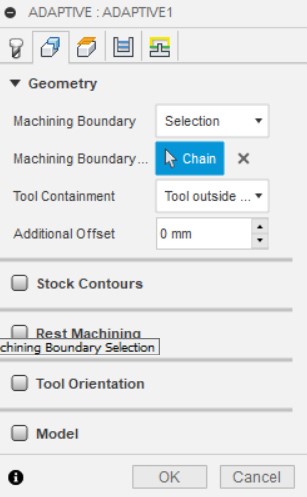 ADAPTIVE : ADAPTIVE1
Geometry
Machining Boundary Selection
Machining Boundary... Chain
Tool Containment Tool outside ...
Additional Offset 0 mm
Stock Contours
Rest Machining
chining Boundary Selection
Tool Orientation
Model
OK Cancel